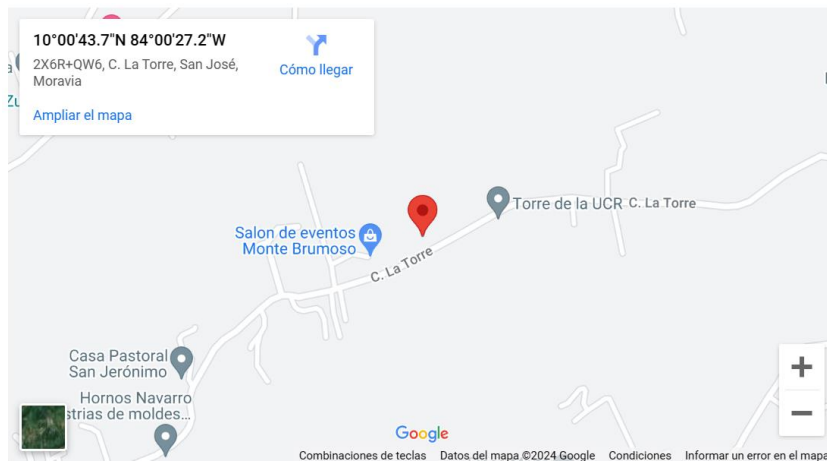 10°00'43.7"N 84°00'27.2"W
2X6R+QW6, C. La Torre, San José,
Moravia
Cómo llegar
Ampliar el mapa
Torre de la UCR
C. La Torre
Salon de eventos
Monte Brumoso
C. La Torre
Casa Pastoral
San Jerónimo
Hornos Navarro
strias de moldes...
Google
Combinaciones de teclas Datos del mapa ©2024 Google Condiciones Informar un error en el mapa